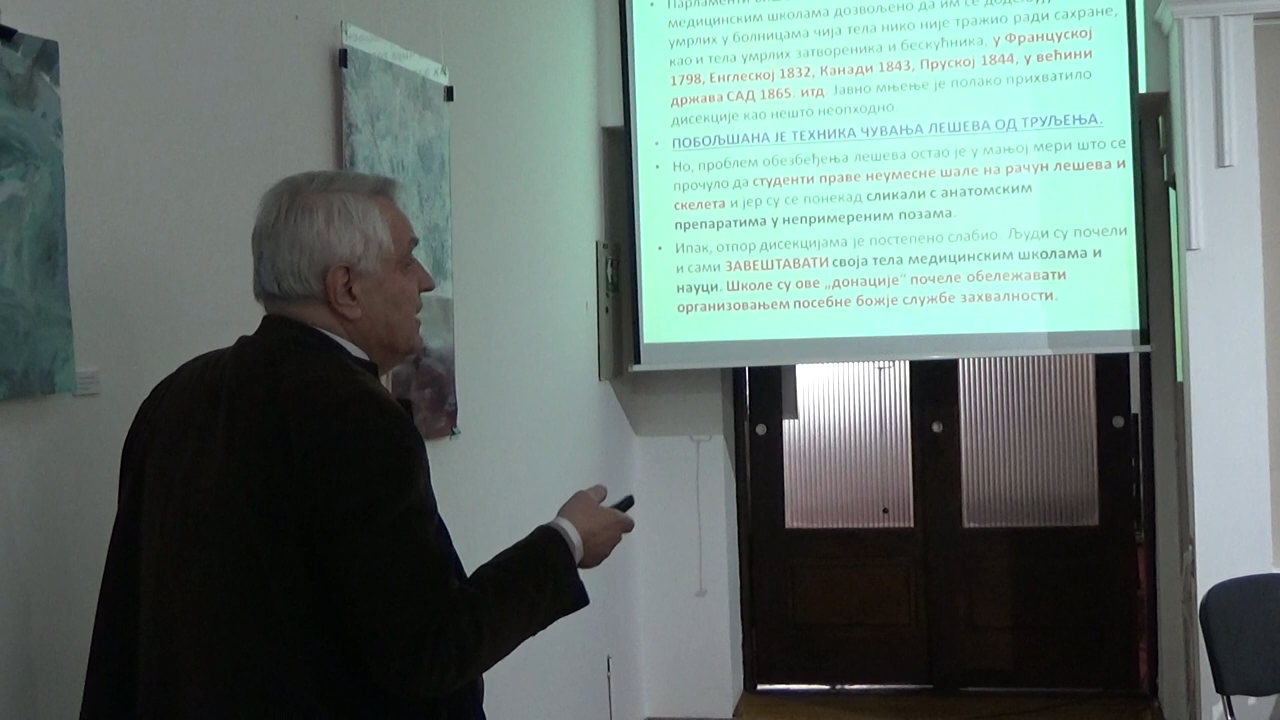 медицинским школама дозвољено да им се
умрлих у болницама чија тела нико није тражио ради сахране,
као и тела умрлих затвореника и бескућника, у Француској
1798, Енглеској 1832, Канади 1843, Пруској 1844, у већини
држава САД 1865. итд. Јавно мњење је полако прихватило
дисекције као нешто неопходно.
• ПОБОЉШАНА ЈЕ ТЕХНИКА ЧУВАЊА ЛЕШЕВА ОД ТРУЉЕЊА.
• Но, проблем обезбеђења лешева остао је у мањој мери што се
прочуло да студенти праве неумесне шале на рачун лешева и
скелета и јер су се понекад сликали с анатомским
препаратима у непримереним позама.
• Ипак, отпор дисекцијама је постепено слабио. Људи су почели
и сами ЗАВЕШТАВАТИ своја тела медицинским школама и
науци. Школе су ове „донације“ почеле обележавати
организовањем посебне божје службе захвалности.